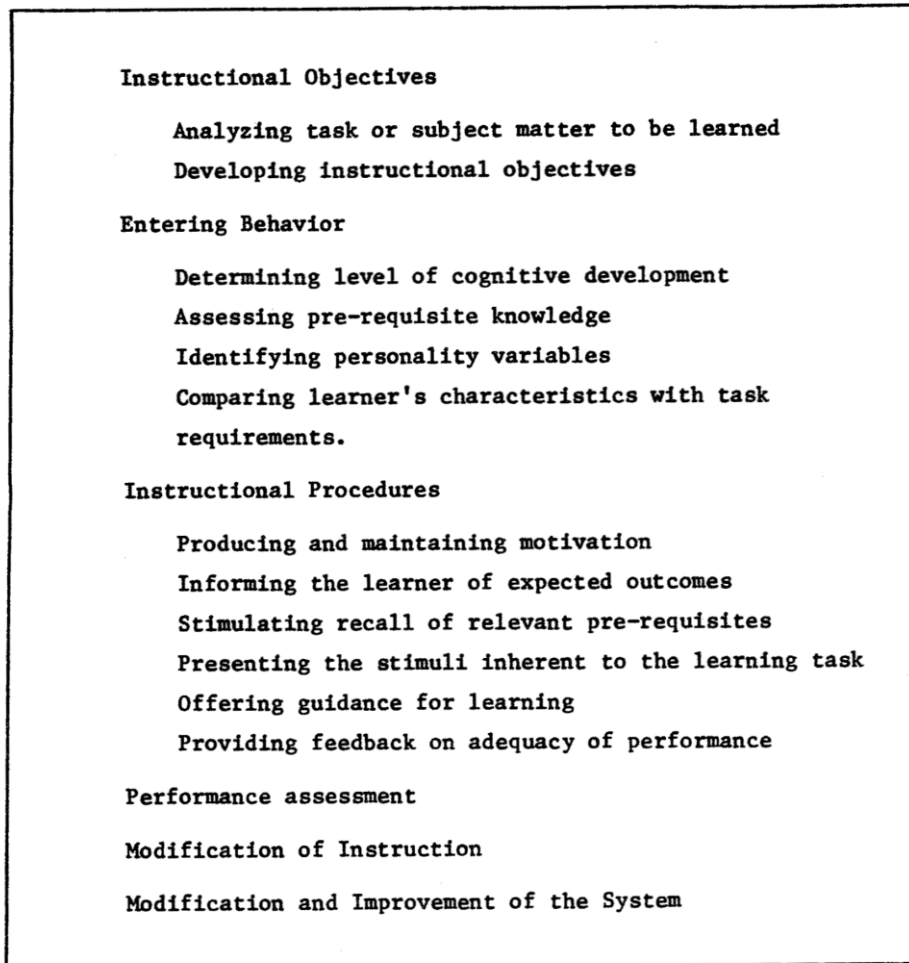 Instructional Objectives
Analyzing task or subject matter to be learned
Developing instructional objectives
Entering Behavior
Determining level of cognitive development
Assessing pre-requisite knowledge
Identifying personality variables
Comparing learner's characteristics with task
requirements.
Instructional Procedures
Producing and maintaining motivation
Informing the learner of expected outcomes
Stimulating recall of relevant pre-requisites
Presenting the stimuli inherent to the learning task
Offering guidance for learning
Providing feedback on adequacy of performance
Performance assessment
Modification of Instruction
Modification and Improvement of the System